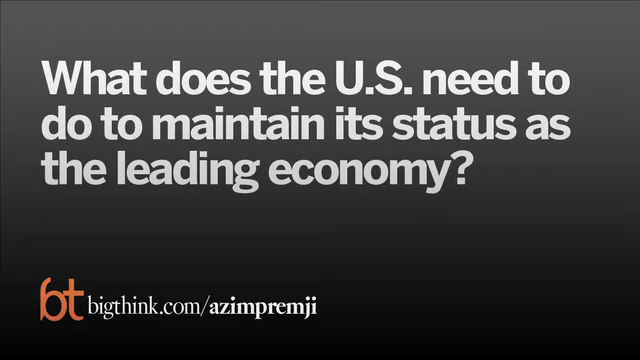 What does the U.S. need to
do to maintain its status as
the leading economy?
bt bigthink.com/azimpremji